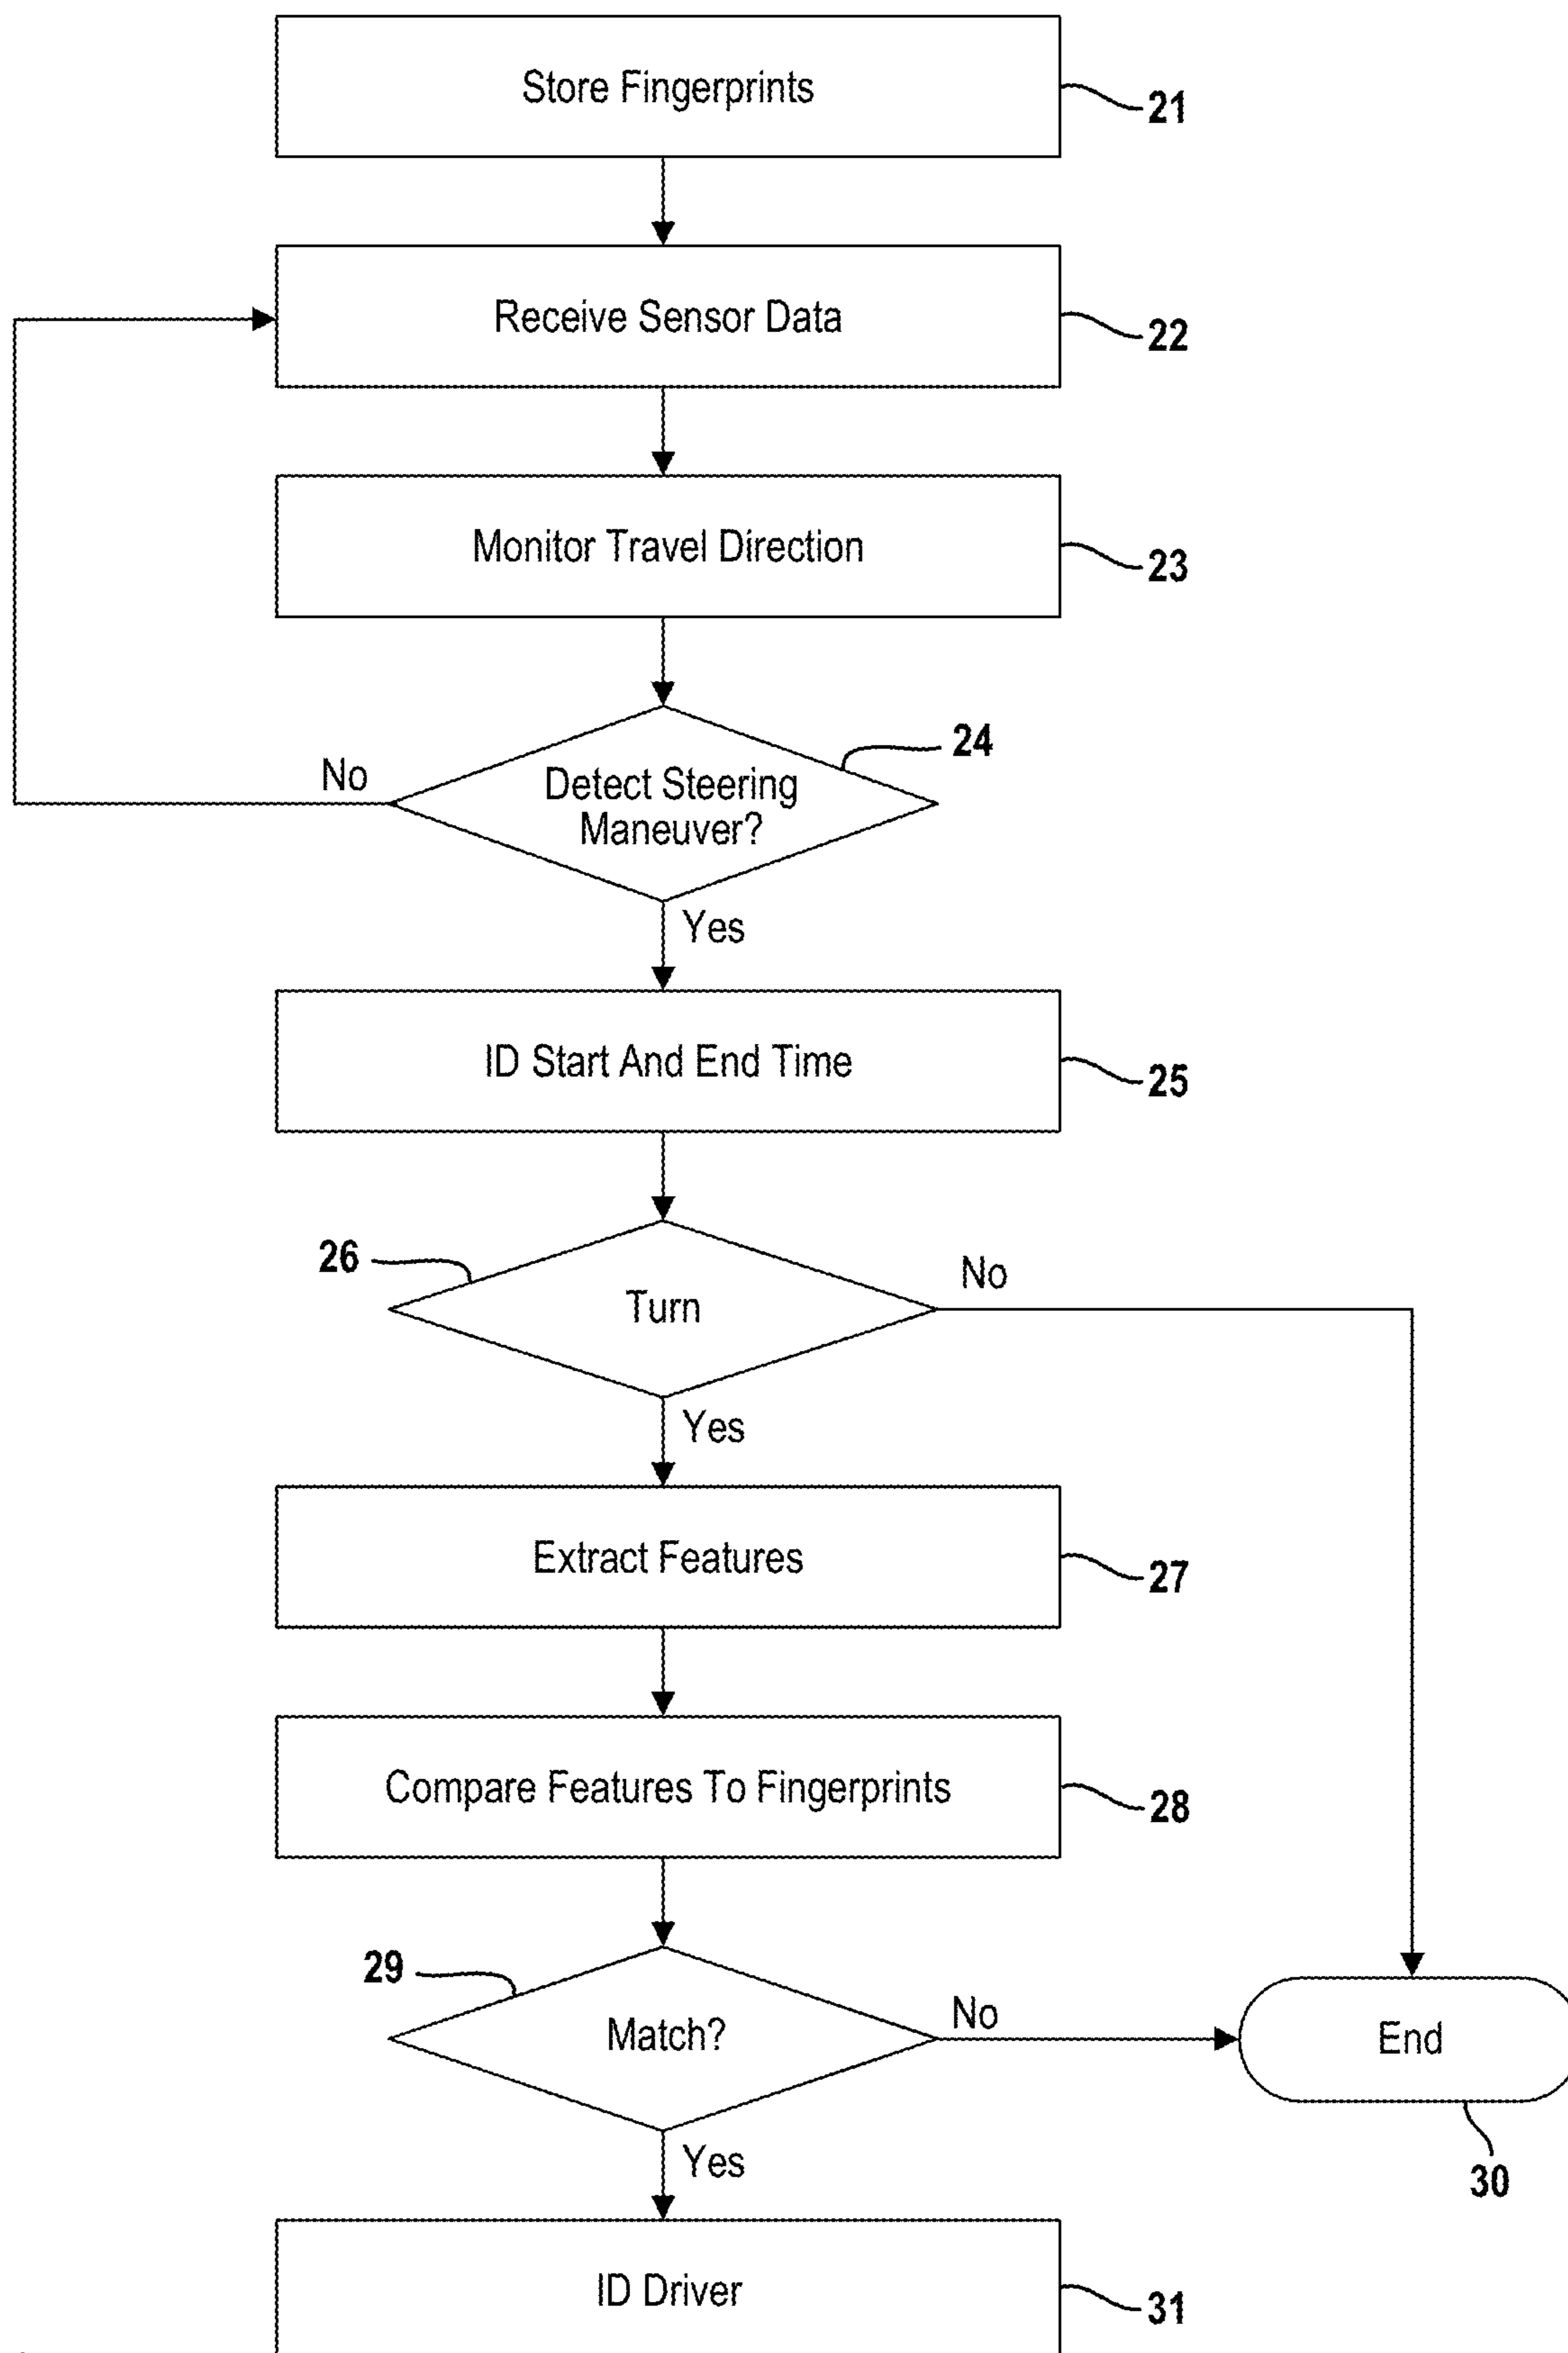 Store Fingerprints
21
Receive Sensor Data
22
Monitor Travel Direction
23
24
Detect Steering
Maneuver?
No
Yes
ID Start And End Time
25
26
Turn
No
Yes
Extract Features
27
Compare Features To Fingerprints
28
29
Match?
No
End
30
Yes
ID Driver
31